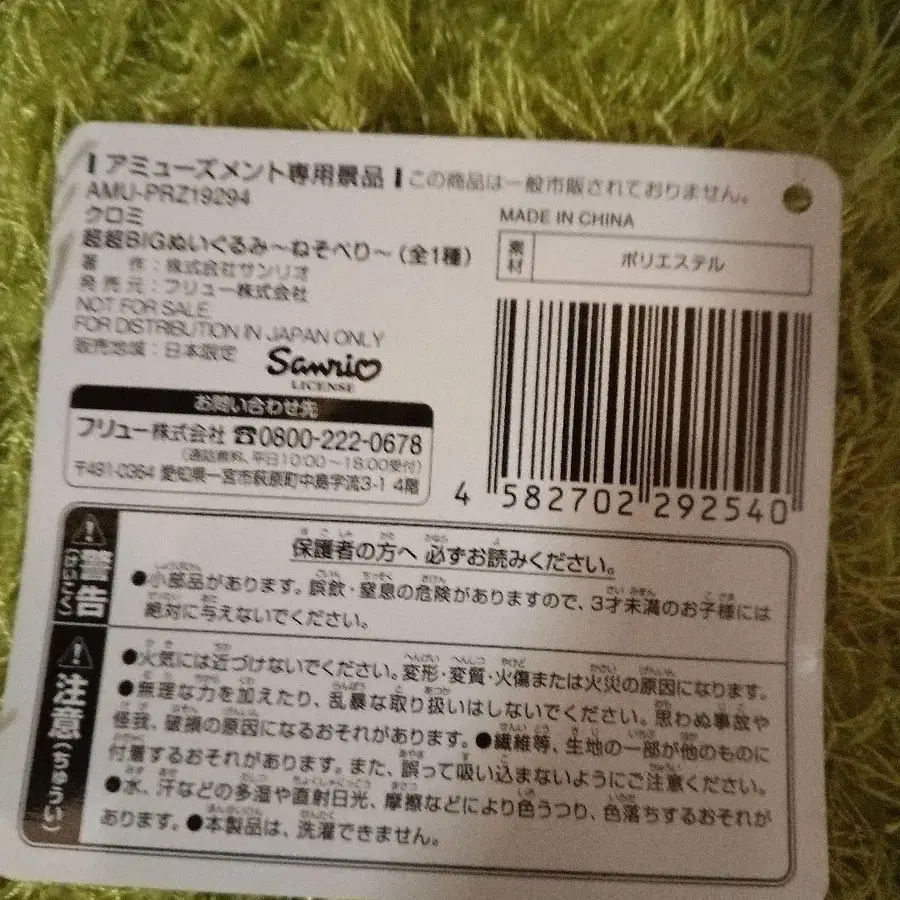 アミューズメント専用景品 この商品は一般市販されておりません。
AMU-PRZ19294
クロミ
超超BIGぬいぐるみ〜ねそべり〜(全1種)
著 作:株式会社サンリオ
発売元:フリュー株式会社
NOT FOR SALE
FOR DISTRIBUTION IN JAPAN ONLY
販売地域:日本限定
Sanrio
LICENSE
MADE IN CHINA
素材 ポリエステル
4 582702 292540
お問い合わせ先
フリュー株式会社 ☎0800-222-0678
(通話無料、平日10:00〜18:00受付)
〒491-0364 愛知県一宮市萩原町中島字流3-1 4階
警告(けいこく)
保護者の方へ 必ずお読みください。
●小部品があります。誤飲・窒息の危険がありますので、3才未満のお子様には
絶対に与えないでください。
注意(ちゅうい)
●火気には近づけないでください。変形・変質・火傷または火災の原因になります。
●無理な力を加えたり、乱暴な取り扱いはしないでください。思わぬ事故や
怪我、破損の原因になるおそれがあります。●繊維等、生地の一部が他のものに
付着するおそれがあります。また、誤って吸い込まないようにご注意ください。
●水、汗などの多湿や直射日光、摩擦などにより色うつり、色落ちするおそれが
あります。●本製品は、洗濯できません。